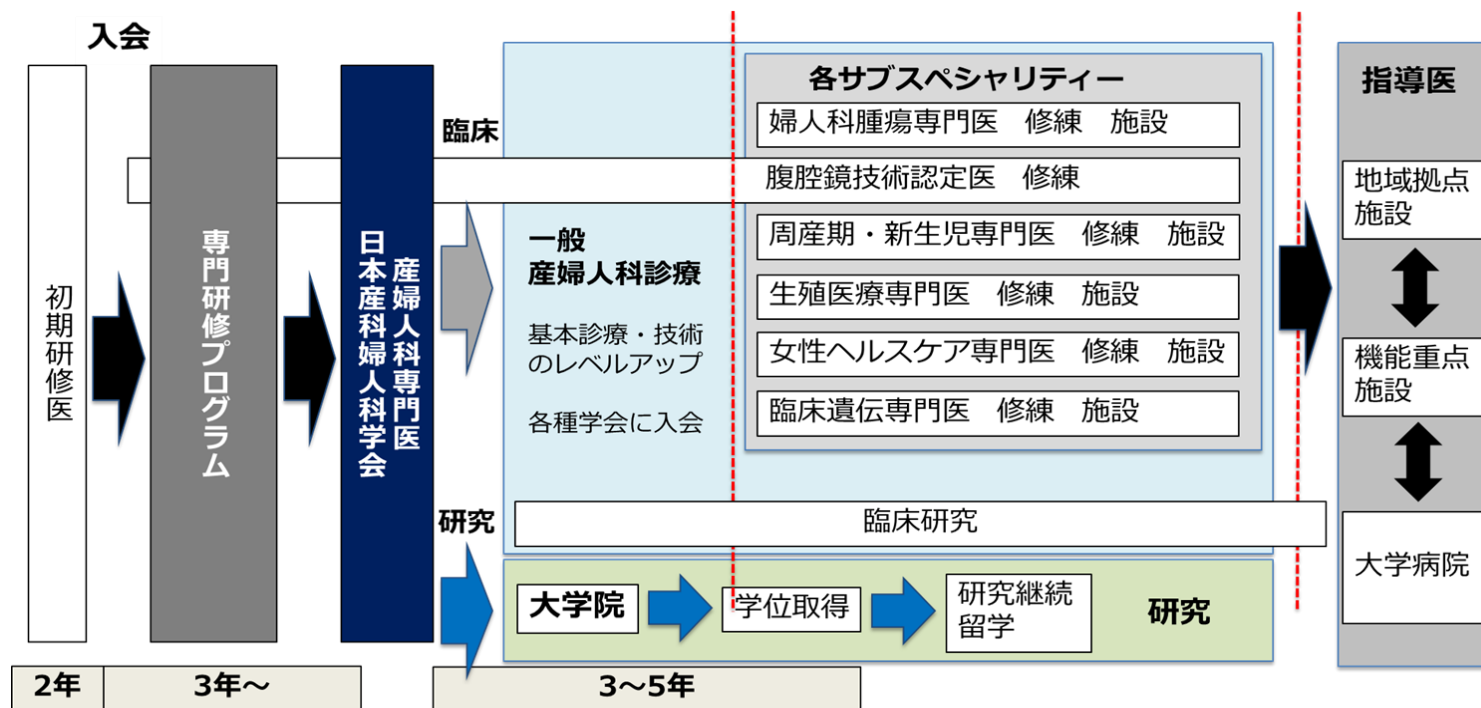 入会
初期研修医
専門研修プログラム
日本産科婦人科学会
産婦人科専門医
臨床
一般
産婦人科診療
基本診療・技術
のレベルアップ
各種学会に入会
各サブスペシャリティー
婦人科腫瘍専門医 修練 施設
腹腔鏡技術認定医 修練
周産期・新生児専門医 修練 施設
生殖医療専門医 修練 施設
女性ヘルスケア専門医 修練 施設
臨床遺伝専門医 修練 施設
臨床研究
研究
大学院
学位取得
研究継続
留学
研究
指導医
地域拠点
施設
機能重点
施設
大学病院
2年
3年～
3～5年